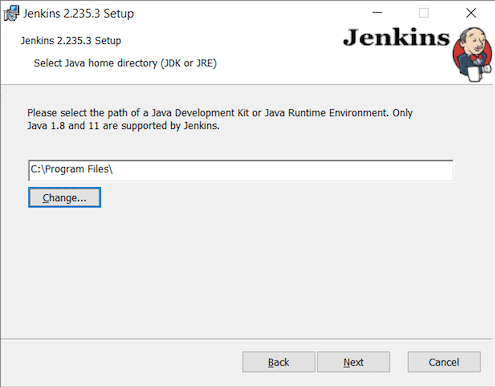 Jenkins 2.235.3 Setup
Jenkins 2.235.3 Setup
Jenkins
Select Java home directory (JDK or JRE)
Please select the path of a Java Development Kit or Java Runtime Environment. Only
Java 1.8 and 11 are supported by Jenkins.
C:\Program Files\
Change...
Back
Next
Cancel